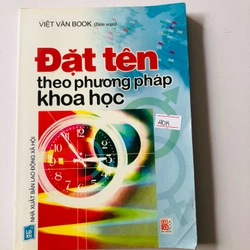 VIỆT VĂN BOOK (Biên soạn)
Đặt tên
theo phương pháp
khoa học
40K
NHÀ XUẤT BẢN LAO ĐỘNG XÃ HỘI